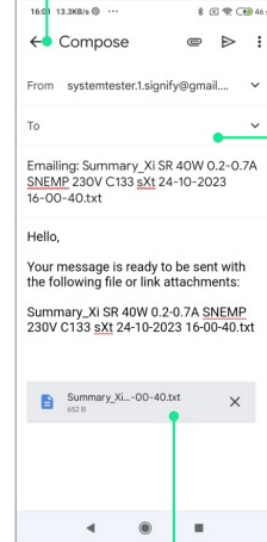 16:01 13.3KB/s ··· 46
Compose
From systemtester.1.signify@gmail....
To
Emailing: Summary_Xi SR 40W 0.2-0.7A
SNEMP 230V C133 sXt 24-10-2023
16-00-40.txt
Hello,
Your message is ready to be sent with
the following file or link attachments:
Summary_Xi SR 40W 0.2-0.7A SNEMP
230V C133 sXt 24-10-2023 16-00-40.txt
Summary_Xi...-00-40.txt
652 B